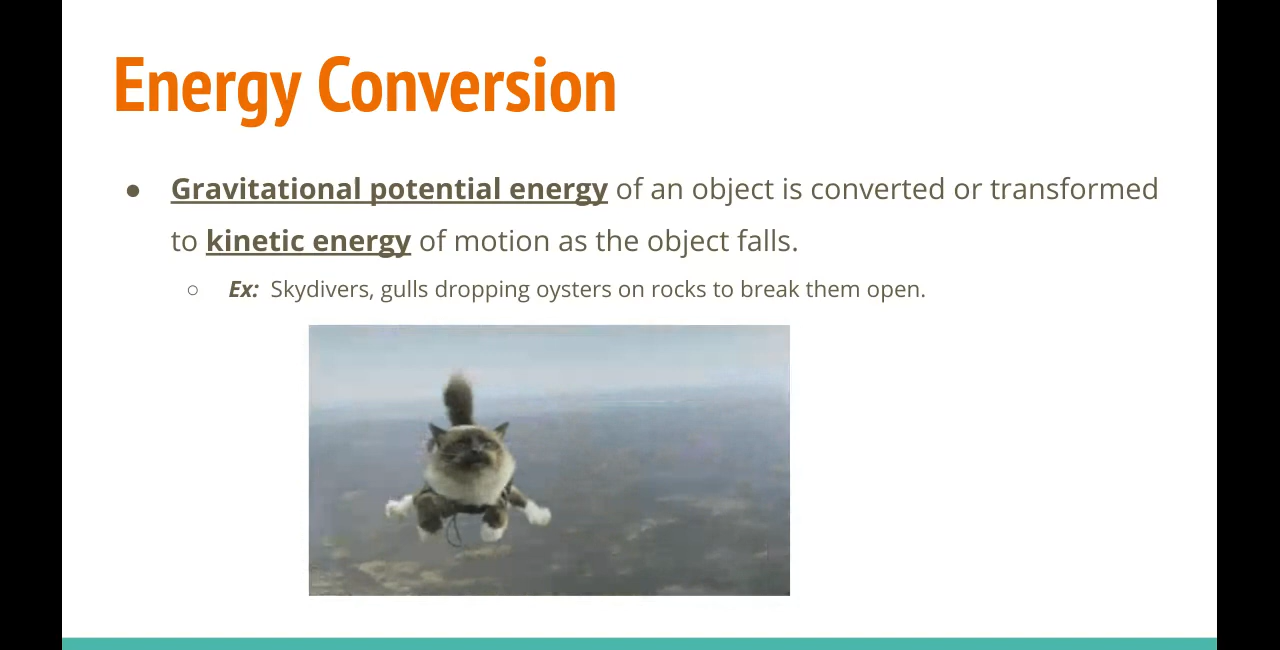 Energy Conversion
● Gravitational potential energy of an object is converted or transformed
to kinetic energy of motion as the object falls.
○ Ex: Skydivers, gulls dropping oysters on rocks to break them open.